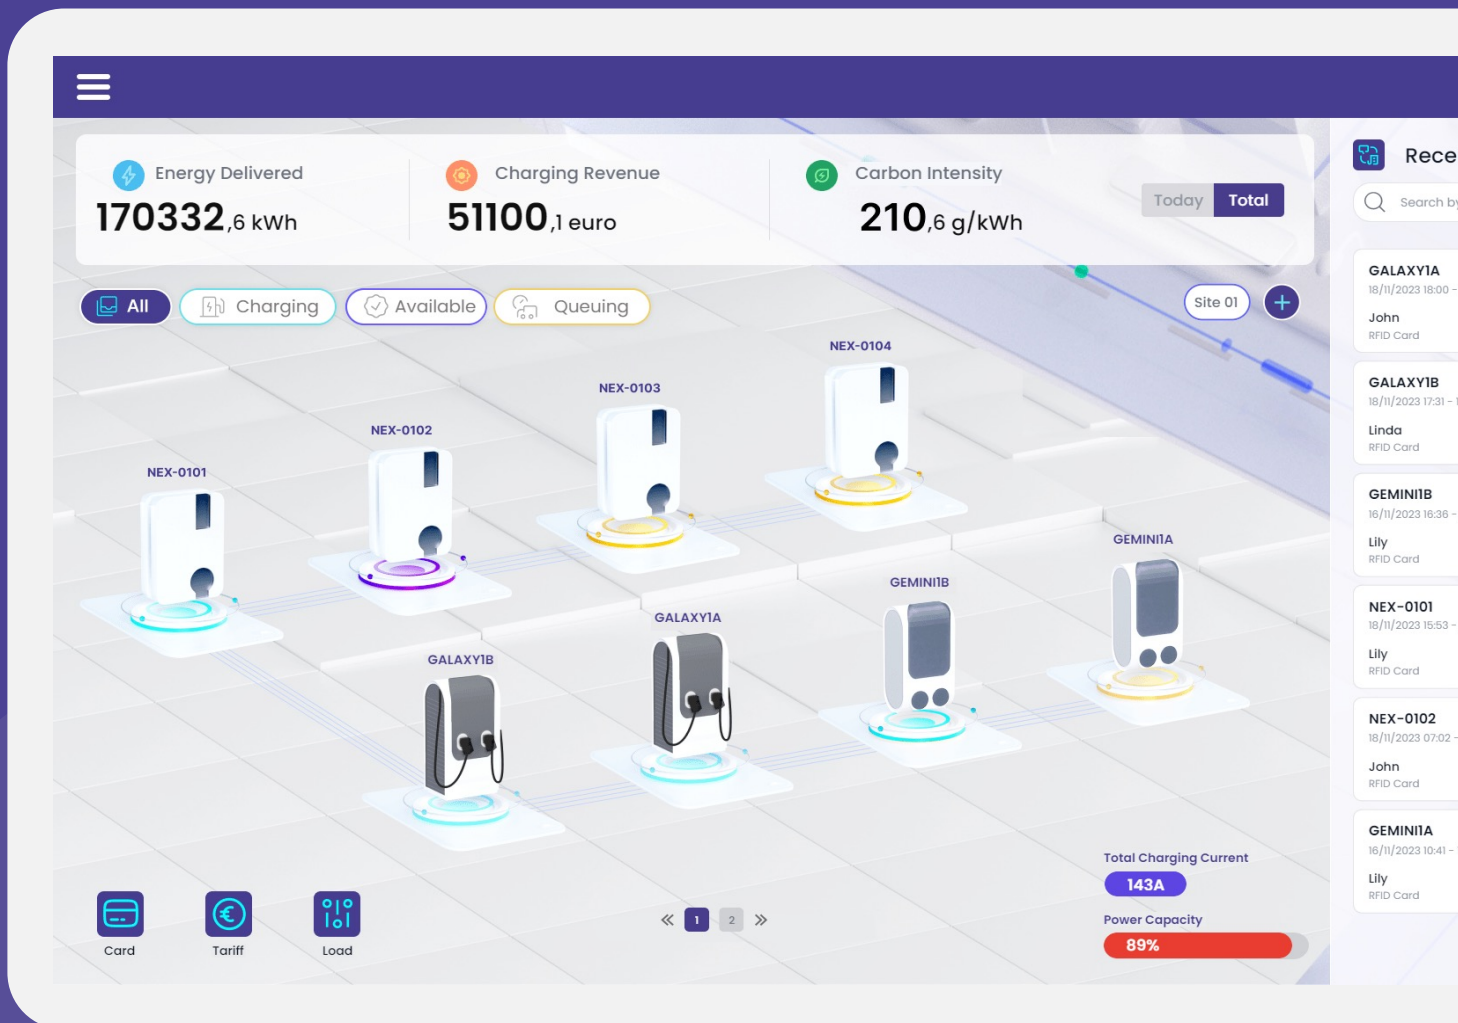 Energy Delivered
170332,6 kWh
Charging Revenue
51100,1 euro
Carbon Intensity
210,6 g/kWh
Today
Total
All
Charging
Available
Queuing
Site 01
NEX-0104
NEX-0103
NEX-0102
NEX-0101
GEMINI1A
GEMINI1B
GALAXY1A
GALAXY1B
Total Charging Current
143A
Power Capacity
89%
Card
Tariff
Load
1
2
Search
GALAXY1A
18/11/2023 18:00 -
John
RFID Card
GALAXY1B
18/11/2023 17:31 -
Linda
RFID Card
GEMINI1B
16/11/2023 16:36 -
Lily
RFID Card
NEX-0101
18/11/2023 15:53 -
Lily
RFID Card
NEX-0102
18/11/2023 07:02 -
John
RFID Card
GEMINI1A
16/11/2023 10:41 -
Lily
RFID Card